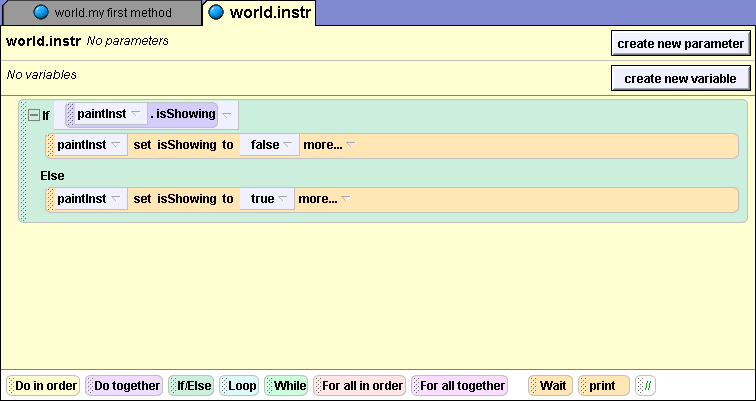 world.my first method world.instr
world.instr No parameters create new parameter
No variables create new variable
If paintInst . isShowing
paintInst set isShowing to false more...
Else
paintInst set isShowing to true more...
Do in order Do together If/Else Loop While For all in order For all together Wait print //